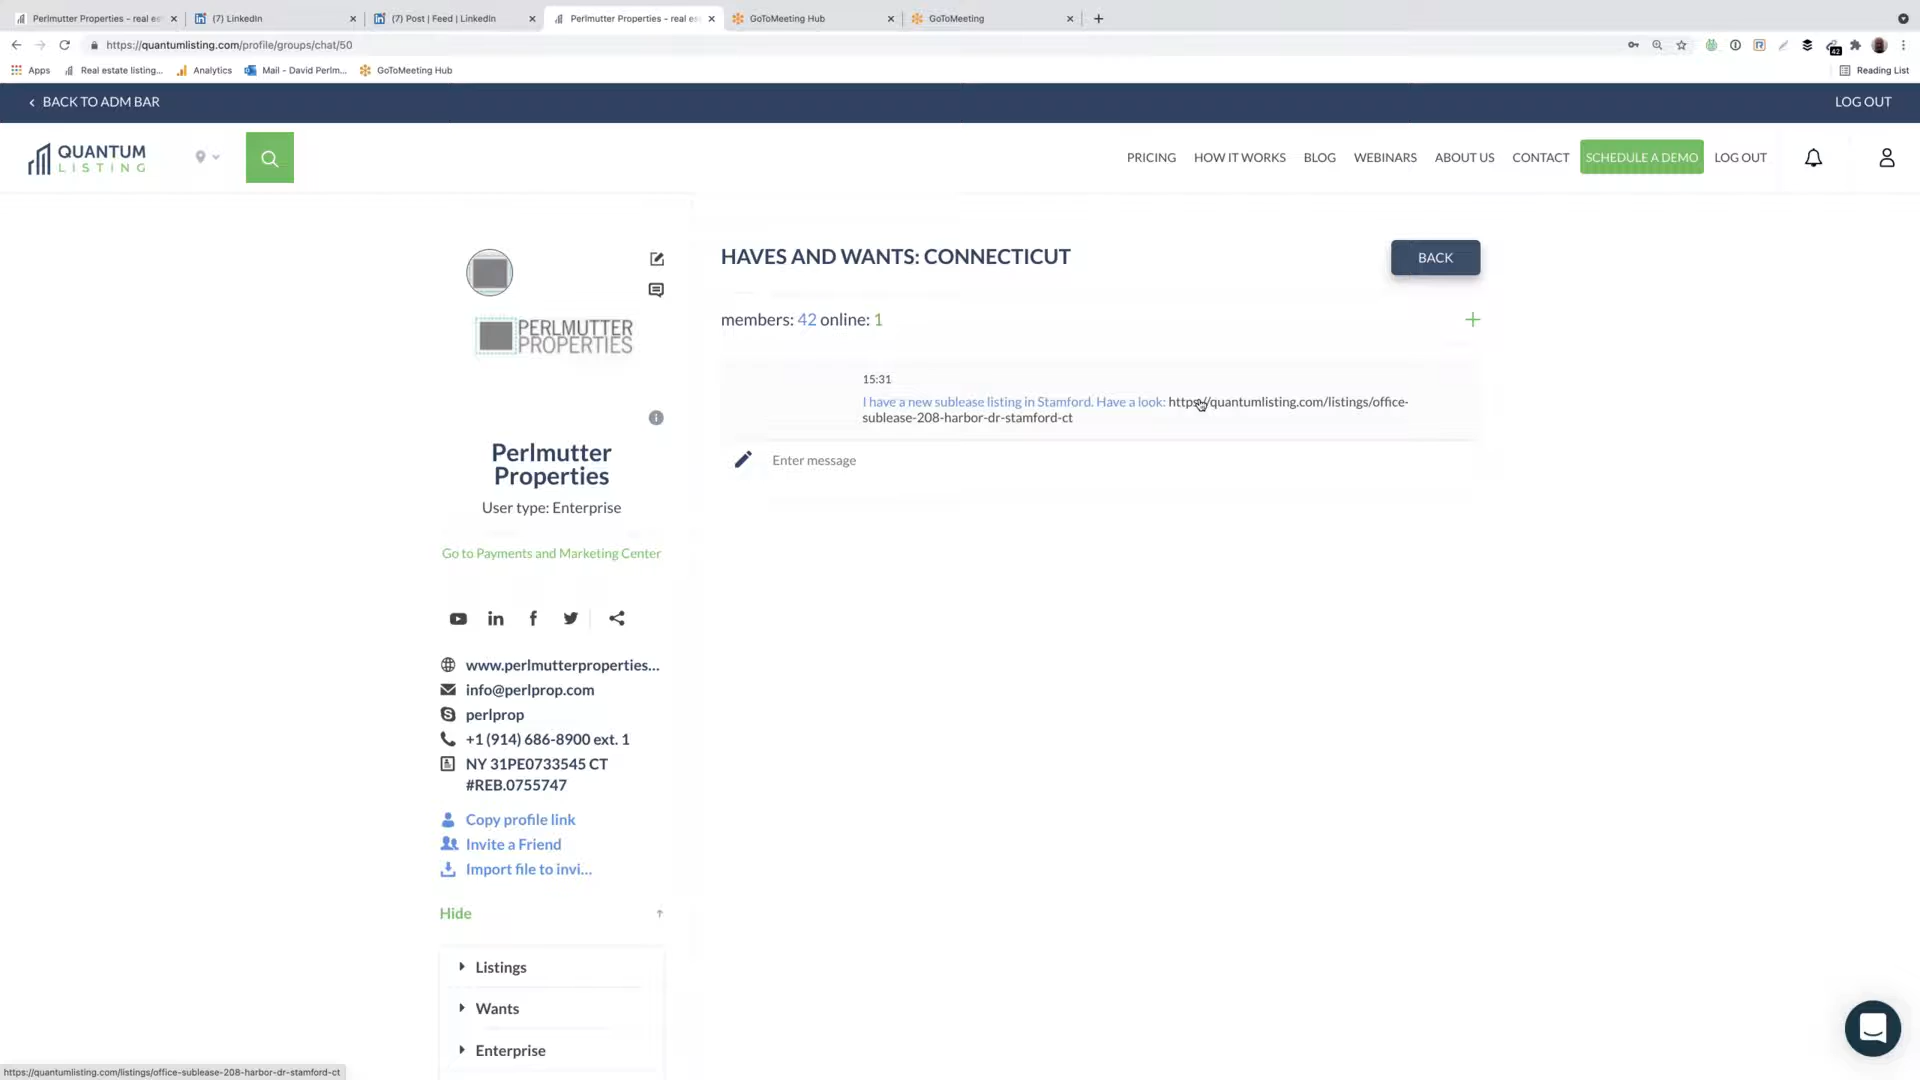 Perlmutter Properties - real es
(7) LinkedIn
(7) Post | Feed | LinkedIn
Perlmutter Properties - real es
GoToMeeting Hub
GoToMeeting
https://quantumlisting.com/profile/groups/chat/50
42
Apps
Real estate listing...
Analytics
Mail - David Perlm...
GoToMeeting Hub
Reading List
BACK TO ADM BAR
LOG OUT
QUANTUM
LISTING
PRICING
HOW IT WORKS
BLOG
WEBINARS
ABOUT US
CONTACT
SCHEDULE A DEMO
LOG OUT
PERLMUTTER
PROPERTIES
Perlmutter
Properties
User type: Enterprise
Go to Payments and Marketing Center
www.perlmutterproperties...
info@perlprop.com
perlprop
+1 (914) 686-8900 ext. 1
NY 31PE0733545 CT
#REB.0755747
Copy profile link
Invite a Friend
Import file to invi...
Hide
Listings
Wants
Enterprise
HAVES AND WANTS: CONNECTICUT
BACK
members: 42 online: 1
15:31
I have a new sublease listing in Stamford. Have a look: https://quantumlisting.com/listings/office-
sublease-208-harbor-dr-stamford-ct
Enter message
https://quantumlisting.com/listings/office-sublease-208-harbor-dr-stamford-ct